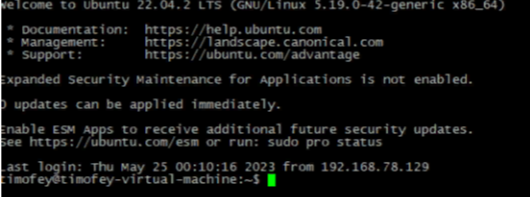 Welcome to Ubuntu 22.04.2 LTS (GNU/Linux 5.19.0-42-generic x86_64)
* Documentation: https://help.ubuntu.com
* Management: https://landscape.canonical.com
* Support: https://ubuntu.com/advantage
Expanded Security Maintenance for Applications is not enabled.
0 updates can be applied immediately.
Enable ESM Apps to receive additional future security updates.
See https://ubuntu.com/esm or run: sudo pro status
Last login: Thu May 25 00:10:16 2023 from 192.168.78.129
timofey@timofey-virtual-machine:~$